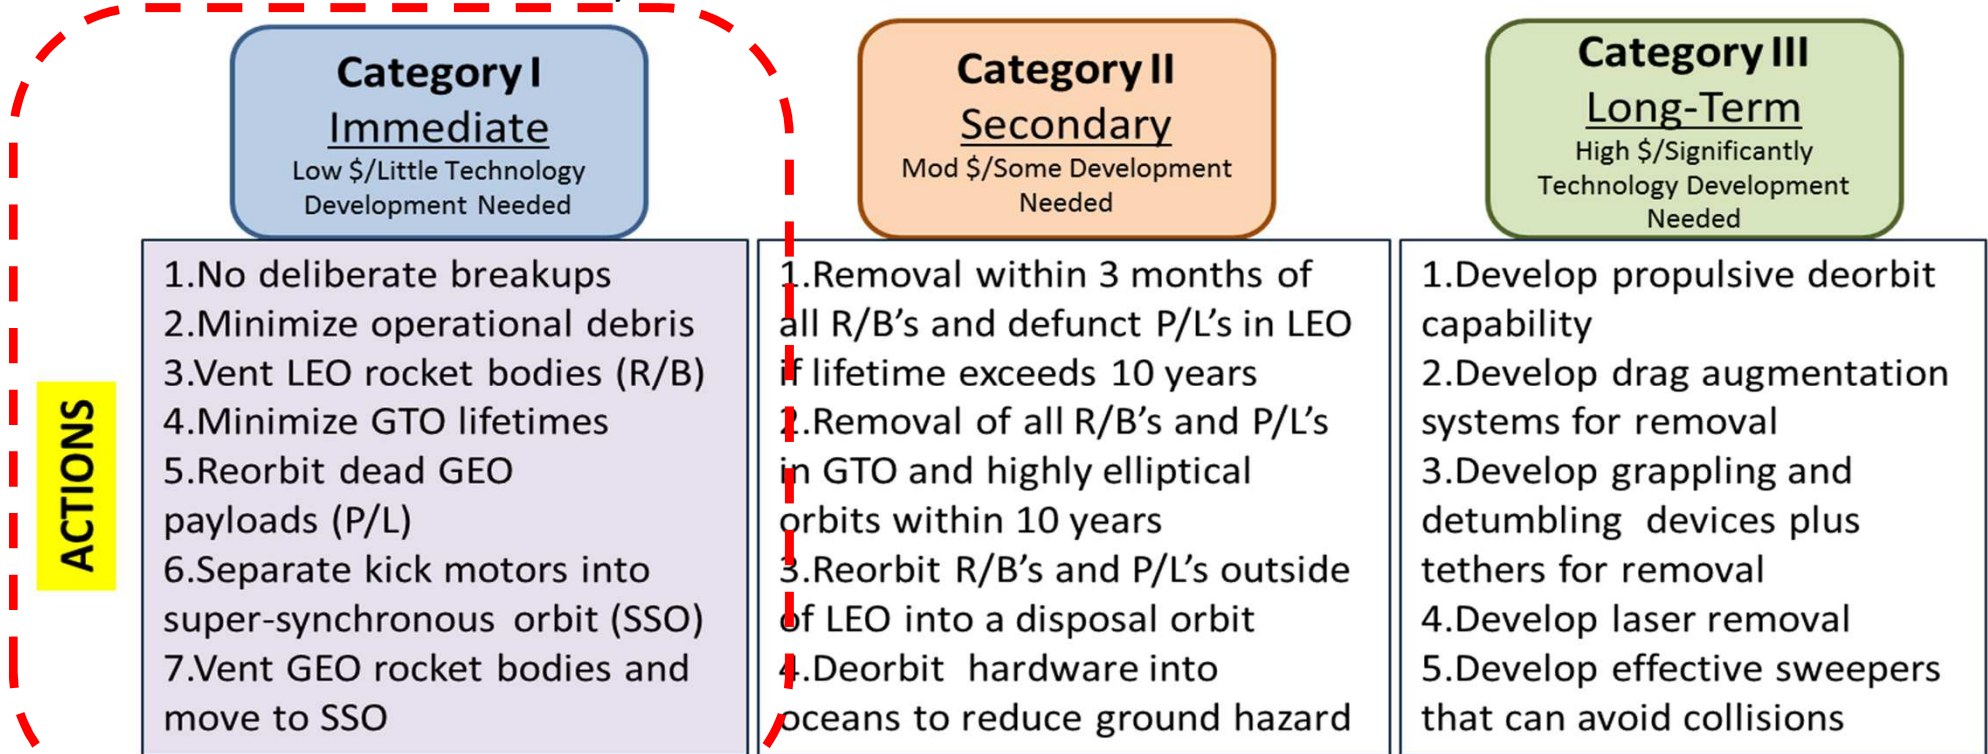 Category I
Immediate
Low $/Little Technology
Development Needed
Category II
Secondary
Mod $/Some Development
Needed
Category III
Long-Term
High $/Significantly
Technology Development
Needed
ACTIONS
1.No deliberate breakups
2.Minimize operational debris
3.Vent LEO rocket bodies (R/B)
4.Minimize GTO lifetimes
5.Reorbit dead GEO
payloads (P/L)
6.Separate kick motors into
super-synchronous orbit (SSO)
7.Vent GEO rocket bodies and
move to SSO
1.Removal within 3 months of
all R/B’s and defunct P/L’s in LEO
if lifetime exceeds 10 years
2.Removal of all R/B’s and P/L’s
in GTO and highly elliptical
orbits within 10 years
3.Reorbit R/B’s and P/L’s outside
of LEO into a disposal orbit
4.Deorbit hardware into
oceans to reduce ground hazard
1.Develop propulsive deorbit
capability
2.Develop drag augmentation
systems for removal
3.Develop grappling and
detumbling devices plus
tethers for removal
4.Develop laser removal
5.Develop effective sweepers
that can avoid collisions